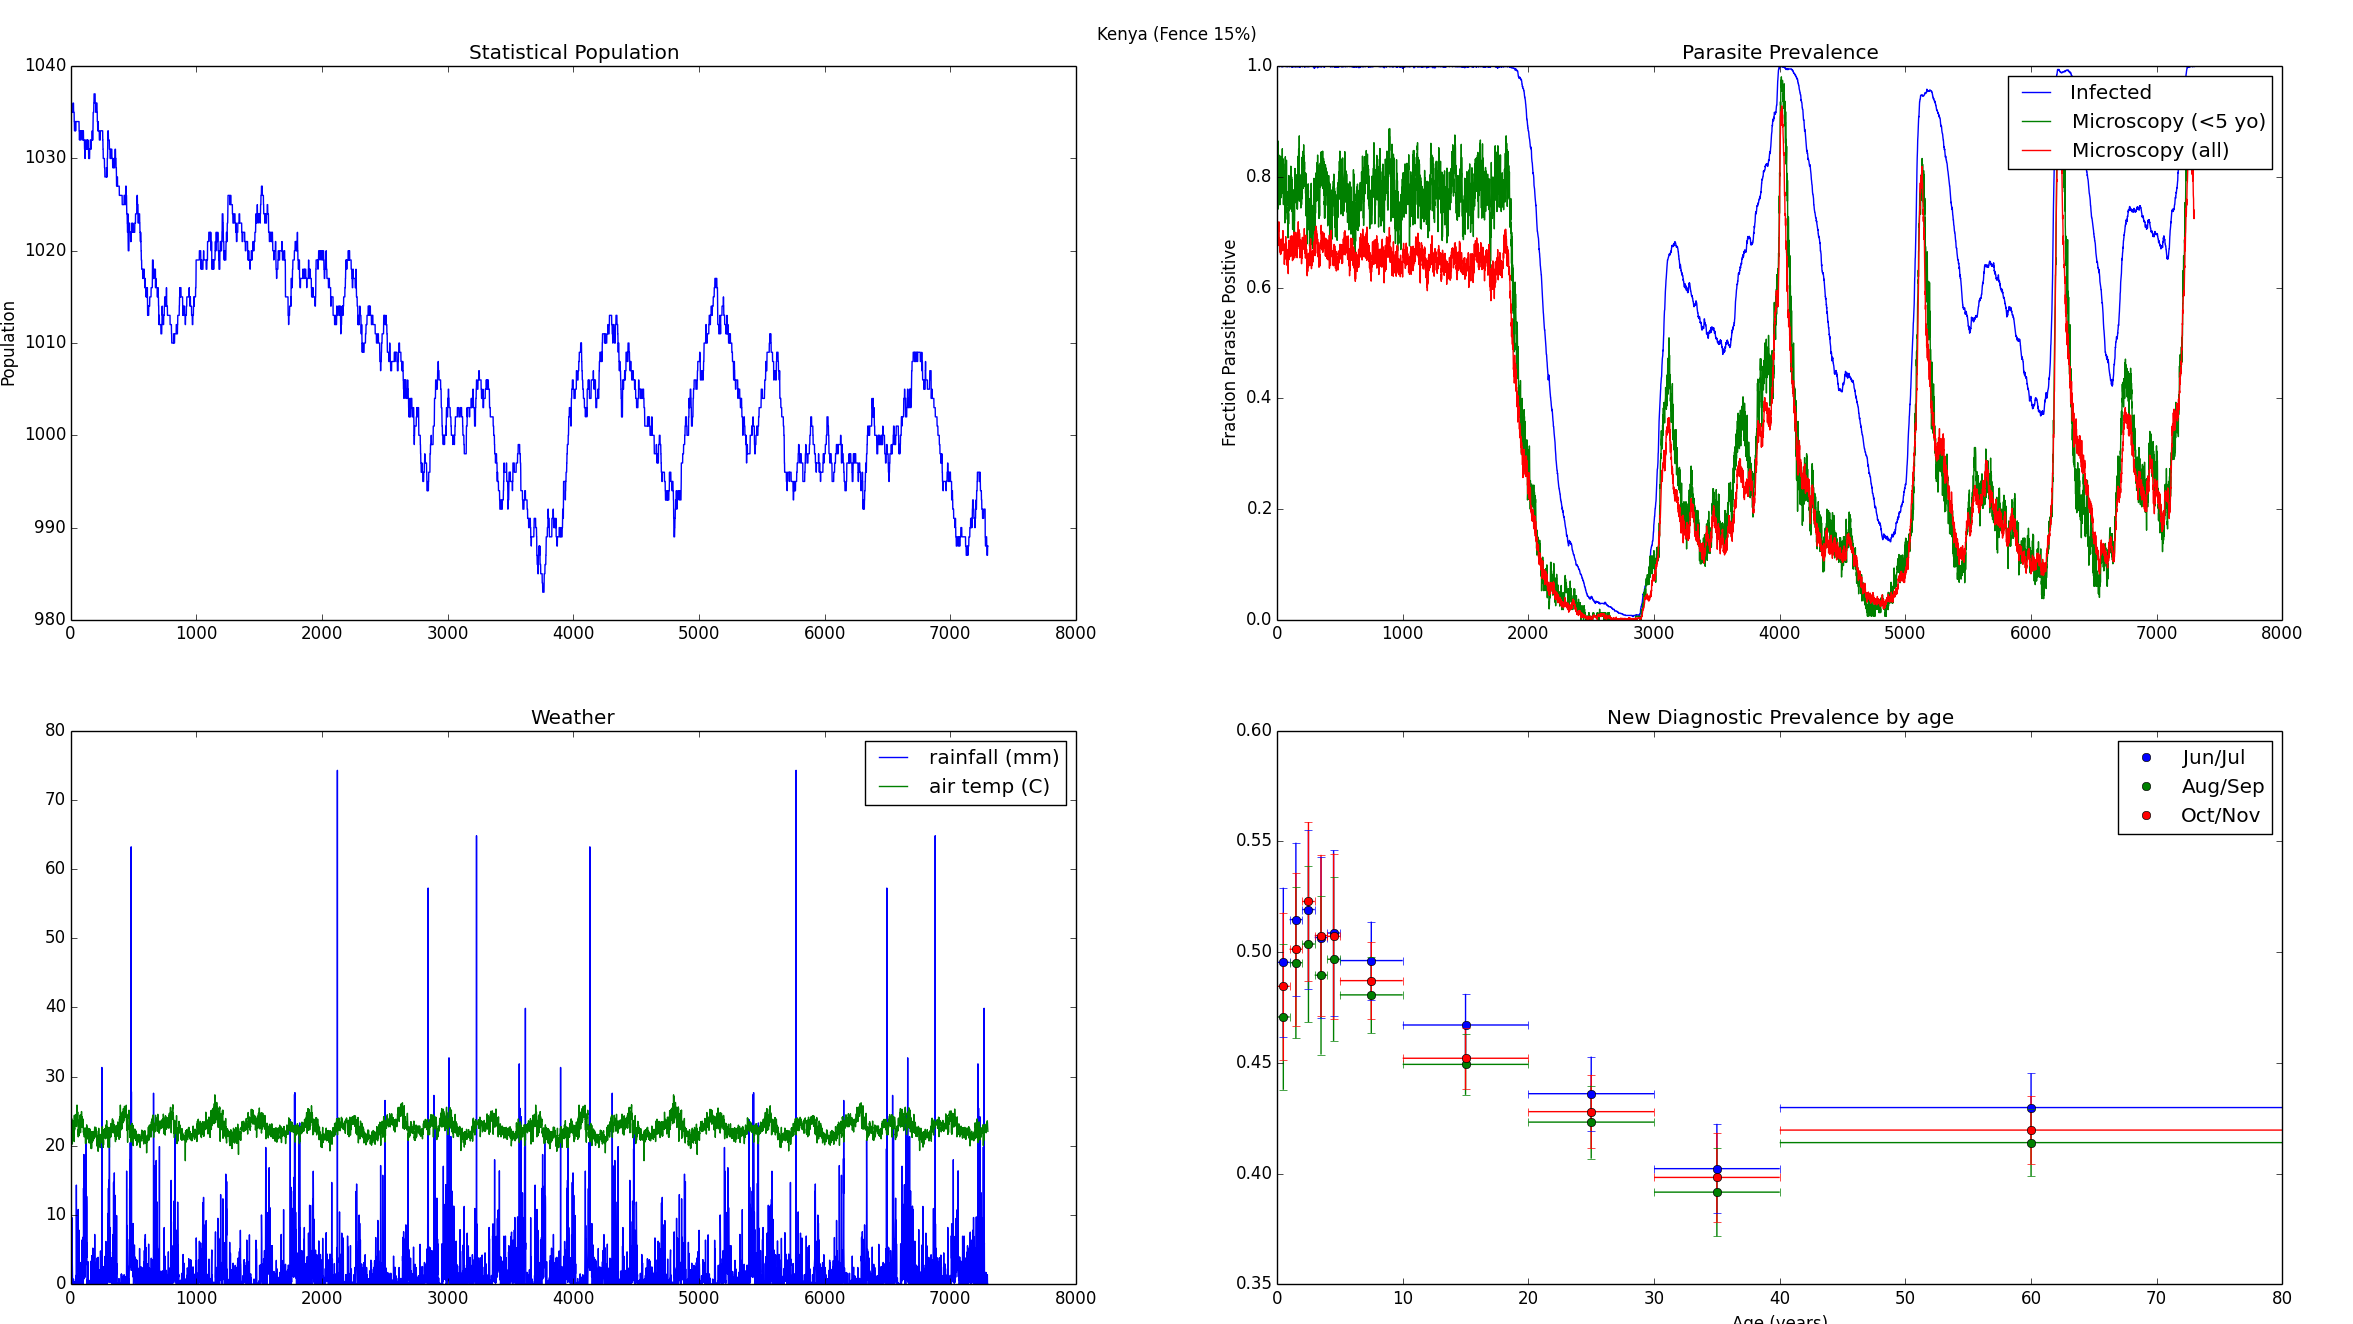 Kenya (Fence 15%)
Statistical Population
Population
1040
1030
1020
1010
1000
990
980
0 1000 2000 3000 4000 5000 6000 7000 8000
Parasite Prevalence
Fraction Parasite Positive
1.0
0.8
0.6
0.4
0.2
0.0
0 1000 2000 3000 4000 5000 6000 7000 8000
Infected
Microscopy (<5 yo)
Microscopy (all)
Weather
80
70
60
50
40
30
20
10
0
0 1000 2000 3000 4000 5000 6000 7000 8000
rainfall (mm)
air temp (C)
New Diagnostic Prevalence by age
0.60
0.55
0.50
0.45
0.40
0.35
0 10 20 30 40 50 60 70 80
Age (years)
Jun/Jul
Aug/Sep
Oct/Nov